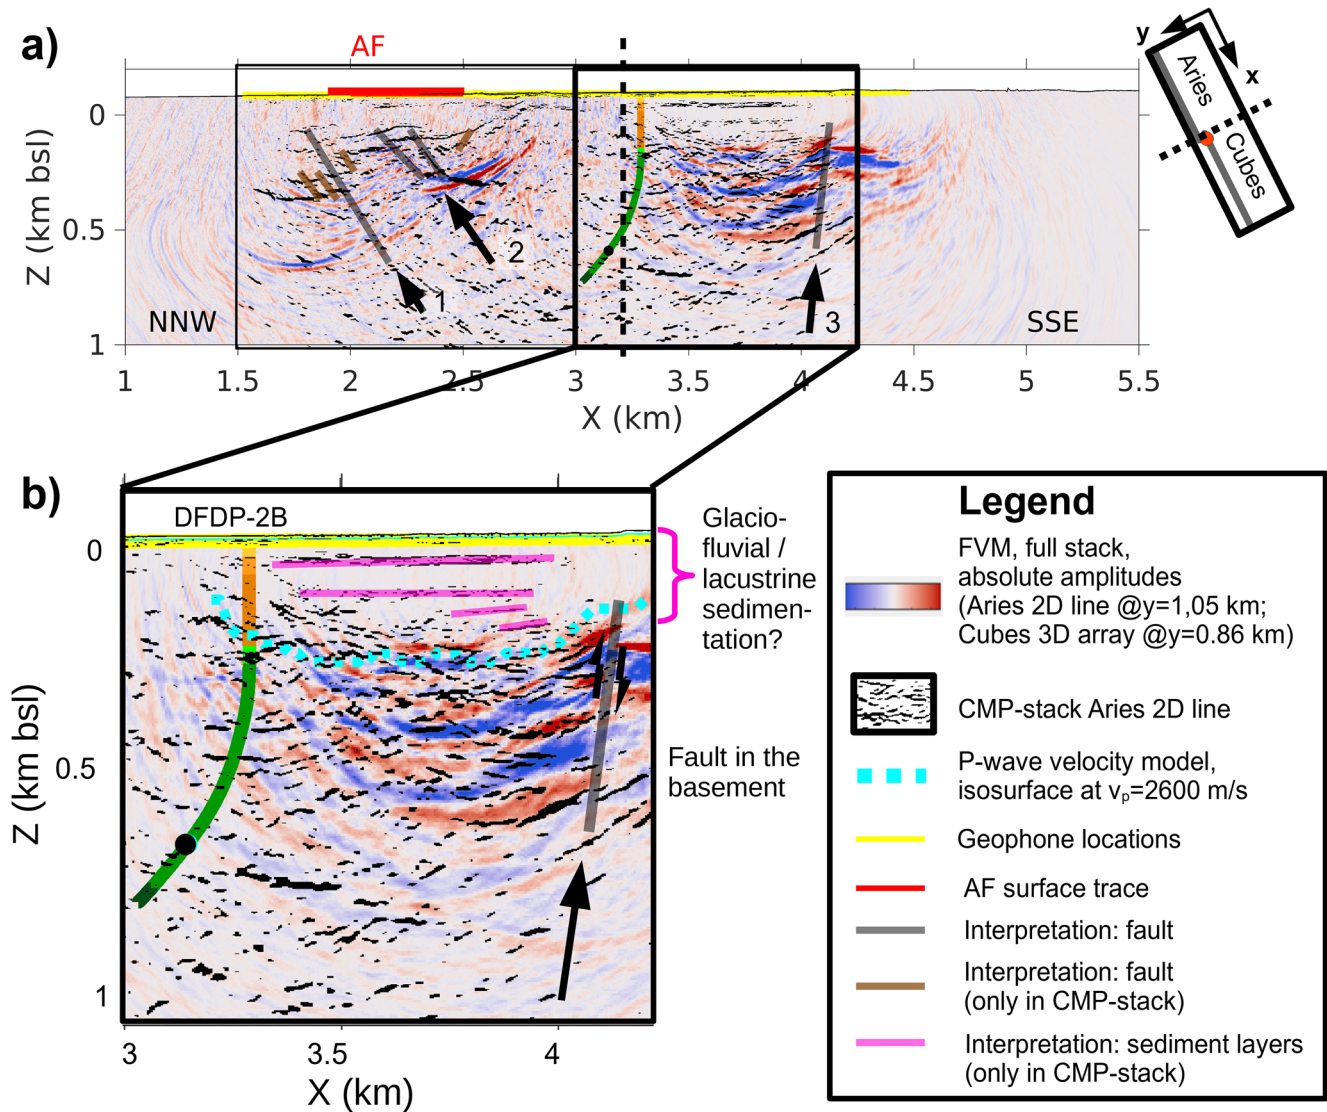 a)
AF
y
x
Aries
Cubes
Z (km bsl)
0
0.5
1
NNW
1
2
3
SSE
1
1.5
2
2.5
3
3.5
4
4.5
5
5.5
X (km)
b)
DFDP-2B
Z (km bsl)
0
0.5
1
3
3.5
4
X (km)
Glacio-
fluvial /
lacustrine
sedimen-
tation?
Fault in the
basement
Legend
FVM, full stack,
absolute amplitudes
(Aries 2D line @y=1,05 km;
Cubes 3D array @y=0.86 km)
CMP-stack Aries 2D line
P-wave velocity model,
isosurface at vp=2600 m/s
Geophone locations
AF surface trace
Interpretation: fault
Interpretation: fault
(only in CMP-stack)
Interpretation: sediment layers
(only in CMP-stack)